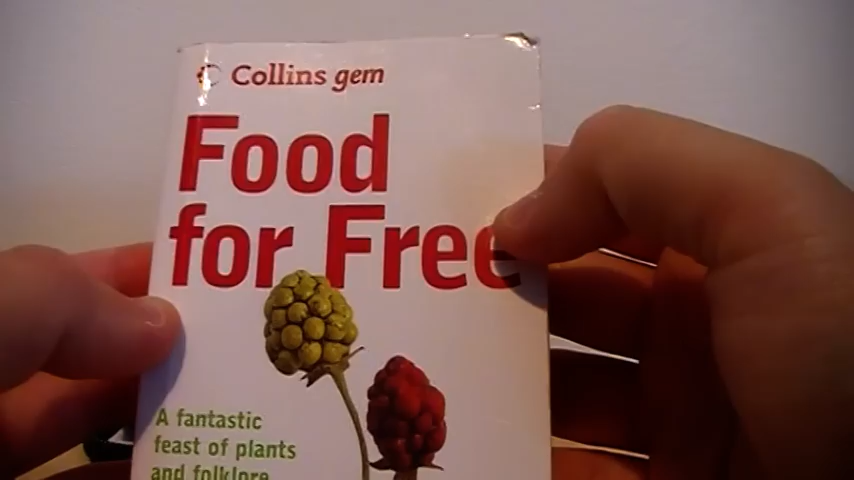 Collins gem
Food
for Free
A fantastic
feast of plants
and folklore